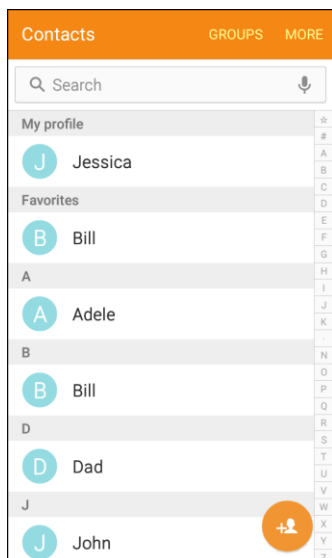 Contacts GROUPS MORE
Search
My profile
J Jessica
Favorites
B Bill
A
A Adele
B
B Bill
D
D Dad
J
J John
☆
#
A
B
C
D
E
F
G
H
I
J
K
·
N
O
P
Q
R
S
T
U
V
W
X
Y